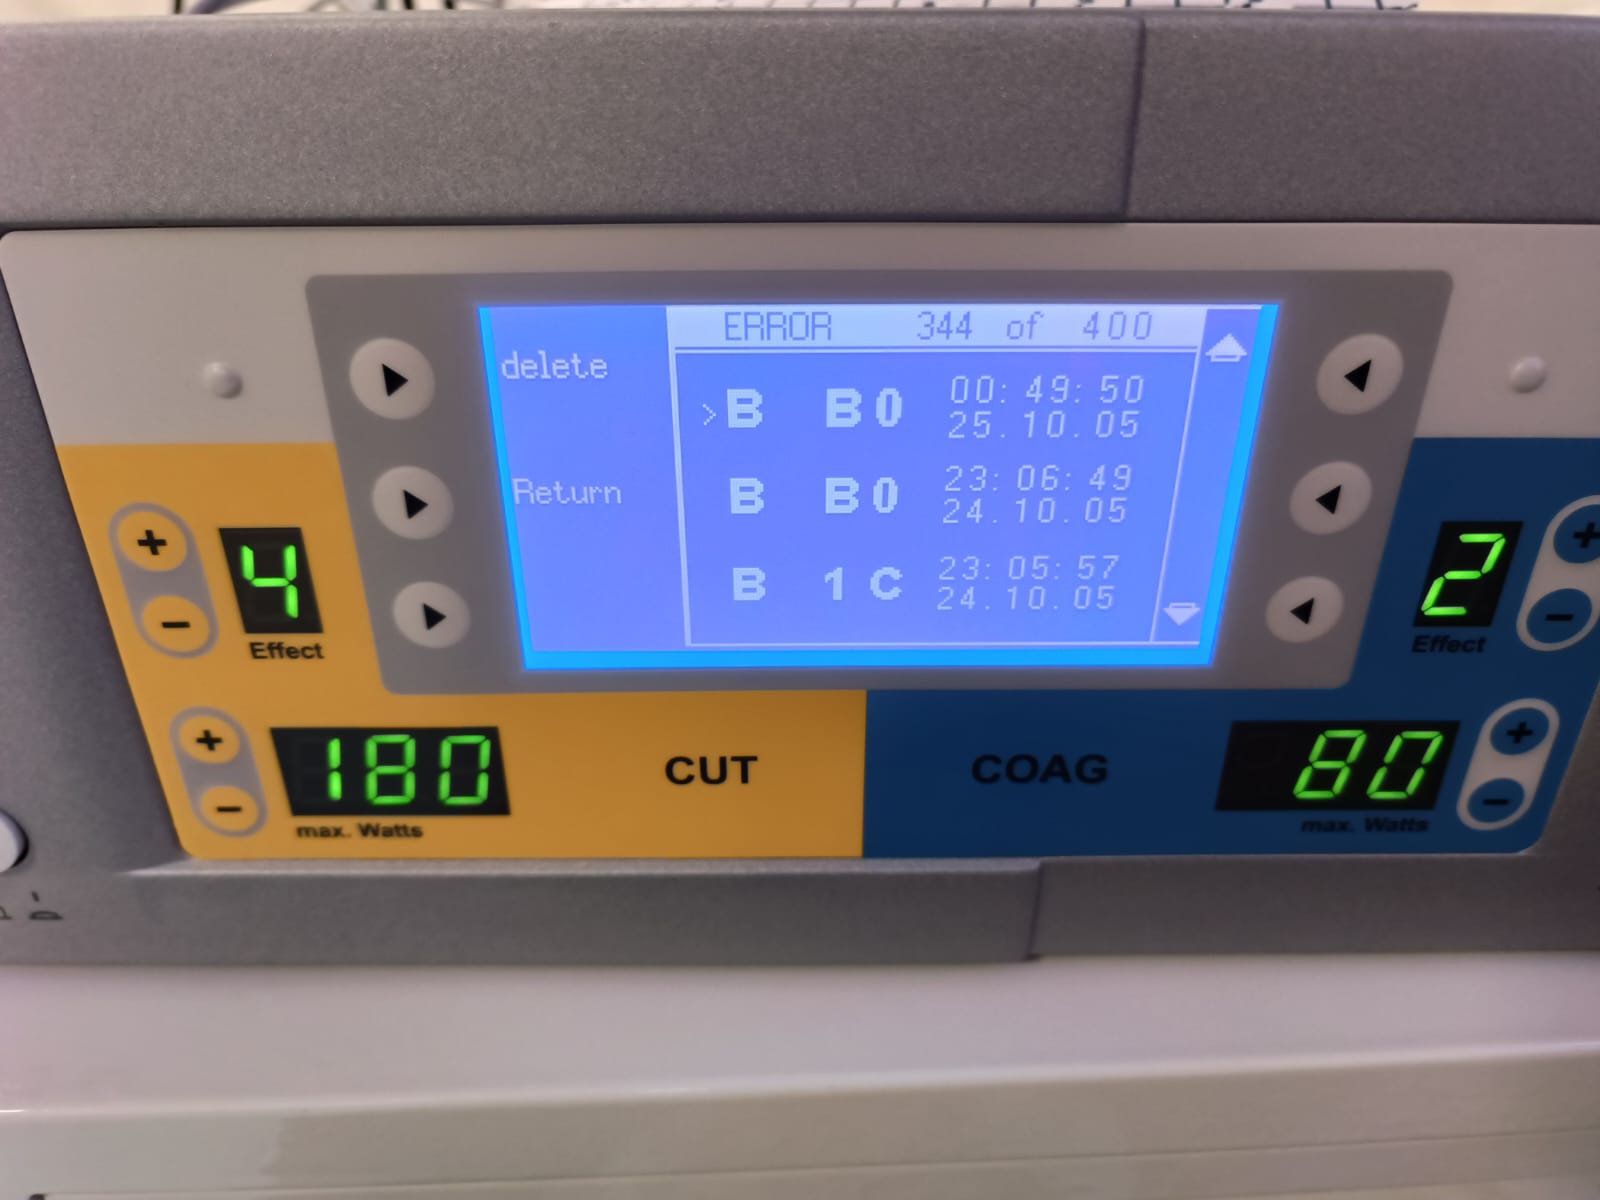 ERROR 344 of 400
delete
>B B0 00:49:50
25.10.05
Return
B B0 23:06:49
24.10.05
B 1C 23:05:57
24.10.05
4
Effect
2
Effect
180
max. Watts
CUT
COAG
80
max. Watts